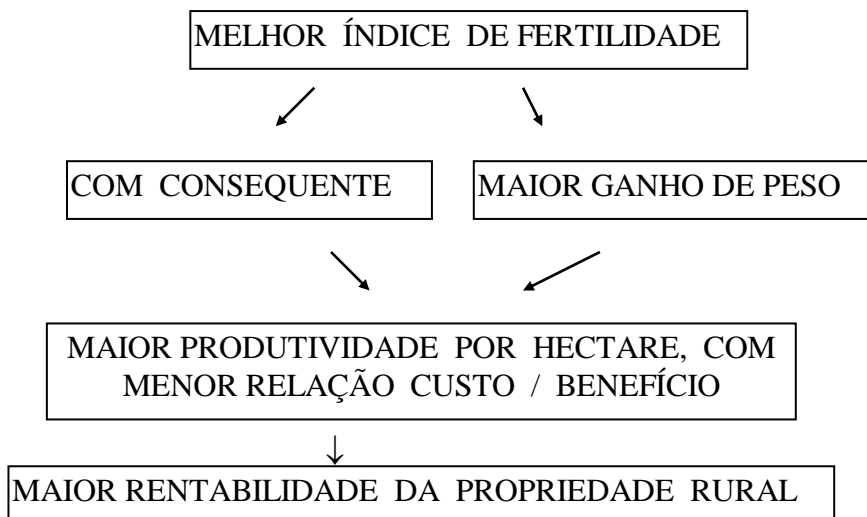 MELHOR ÍNDICE DE FERTILIDADE
COM CONSEQUENTE
MAIOR GANHO DE PESO
MAIOR PRODUTIVIDADE POR HECTARE, COM
MENOR RELAÇÃO CUSTO / BENEFÍCIO
MAIOR RENTABILIDADE DA PROPRIEDADE RURAL